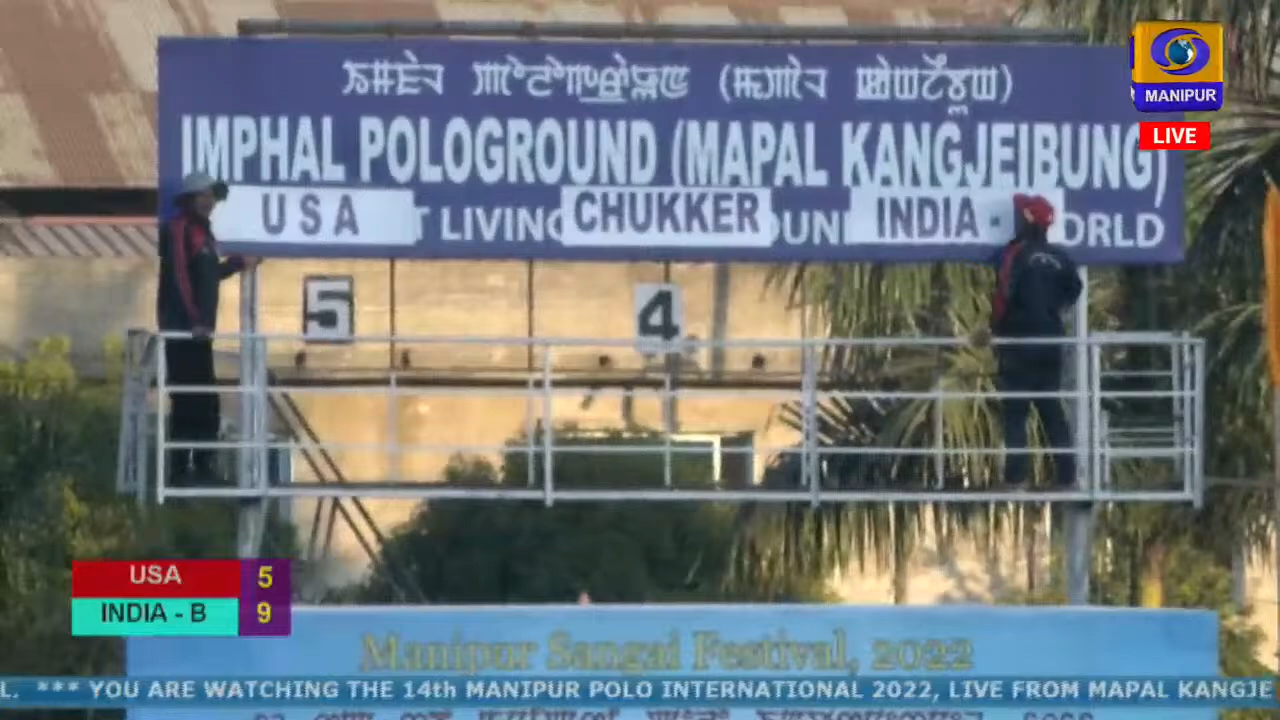 MANIPUR
LIVE
IMPHAL POLOGROUND (MAPAL KANGJEIBUNG)
USA
LIVING
CHUKKER
INDIA -
5
4
USA 5
INDIA - B 9
Manipur Sangai Festival, 2022
L. *** YOU ARE WATCHING THE 14th MANIPUR POLO INTERNATIONAL 2022, LIVE FROM MAPAL KANGJE